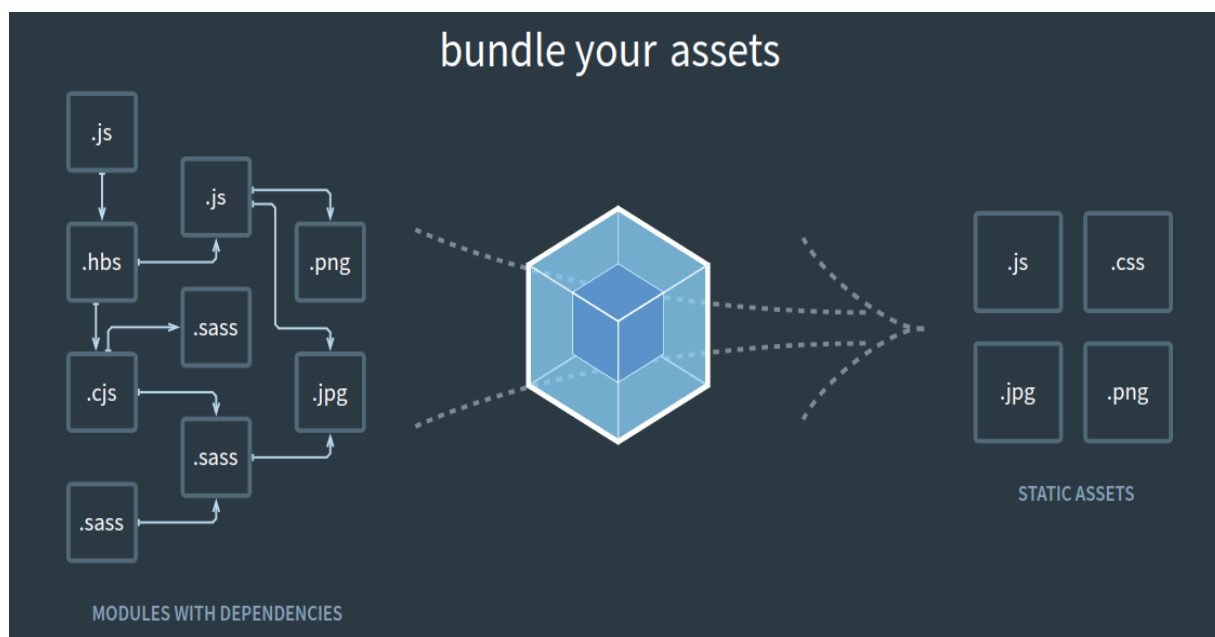 bundle your assets
.js
.js
.hbs
.png
.sass
.cjs
.jpg
.sass
.sass
MODULES WITH DEPENDENCIES
.js
.css
.jpg
.png
STATIC ASSETS